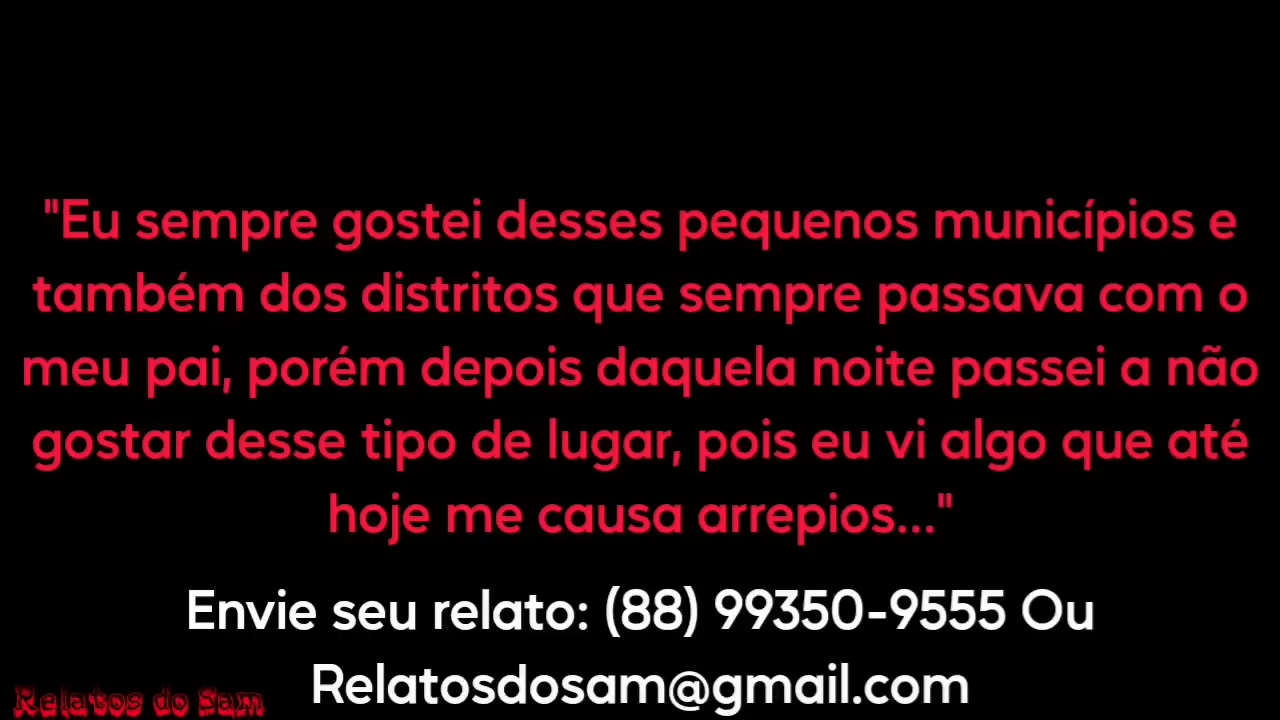 "Eu sempre gostei desses pequenos municípios e
também dos distritos que sempre passava com o
meu pai, porém depois daquela noite passei a não
gostar desse tipo de lugar, pois eu vi algo que até
hoje me causa arrepios..."
Envie seu relato: (88) 99350-9555 Ou
Relatosdosam@gmail.com
Relatos do Sam